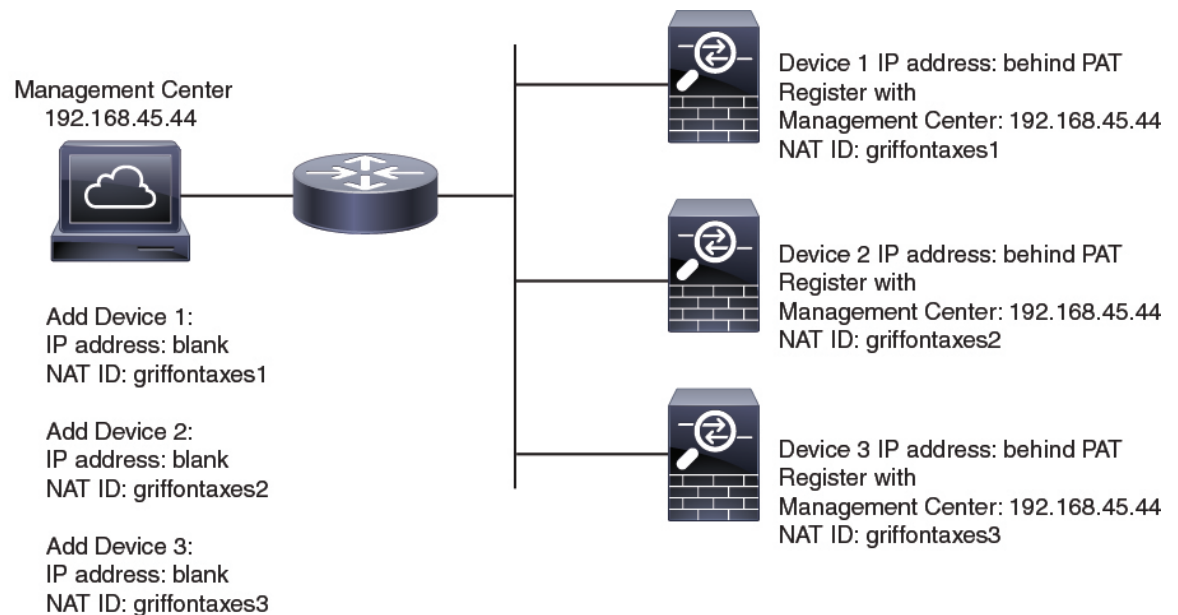 Management Center
192.168.45.44
Add Device 1:
IP address: blank
NAT ID: griffontaxes1
Add Device 2:
IP address: blank
NAT ID: griffontaxes2
Add Device 3:
IP address: blank
NAT ID: griffontaxes3
Device 1 IP address: behind PAT
Register with
Management Center: 192.168.45.44
NAT ID: griffontaxes1
Device 2 IP address: behind PAT
Register with
Management Center: 192.168.45.44
NAT ID: griffontaxes2
Device 3 IP address: behind PAT
Register with
Management Center: 192.168.45.44
NAT ID: griffontaxes3